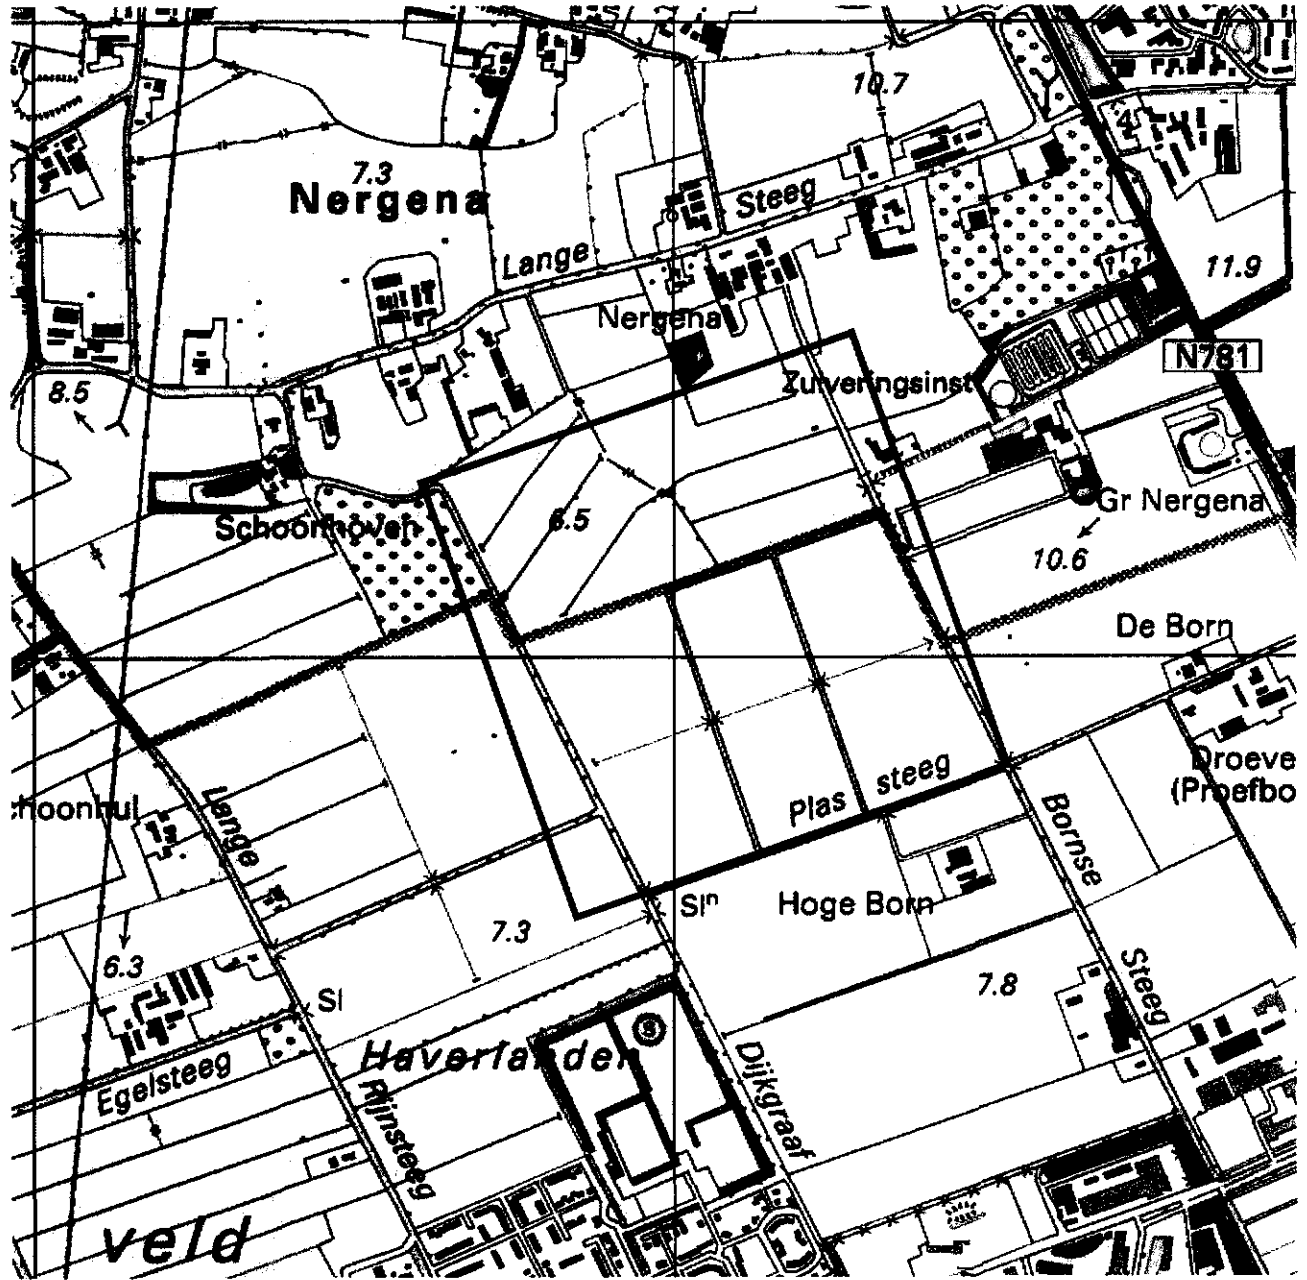 10.7
4
7.3
Nergena
Steeg
Lange
11.9
Nergena
N781
Zuiveringsinst
8.5
Gr Nergena
Schoonhoven
6.5
10.6
De Born
Droeve
(Proefbo
steeg
Plas
choonhul
Lange
Bornse
Slⁿ
Hoge Born
7.3
6.3
7.8
Sl
Steeg
Haverlanden
Egelsteeg
Dijkgraaf
Rijnsteeg
veld